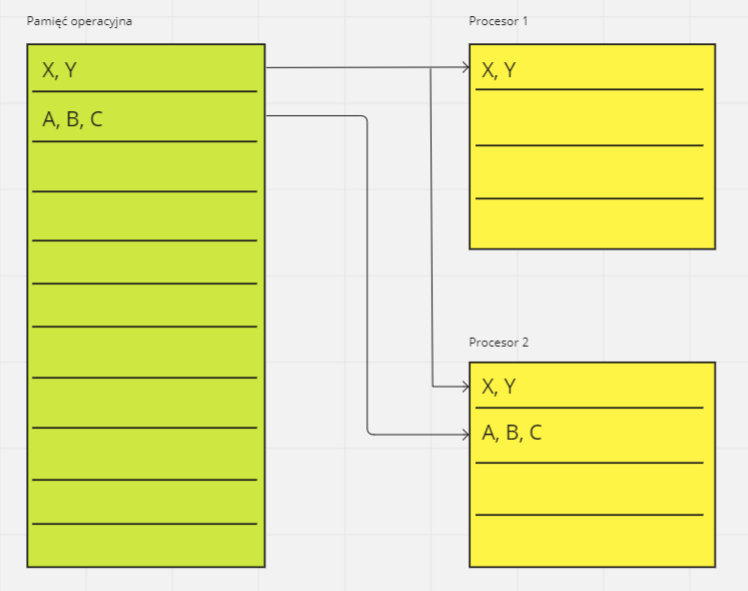 Pamięć operacyjna
X, Y
A, B, C
Procesor 1
X, Y
Procesor 2
X, Y
A, B, C